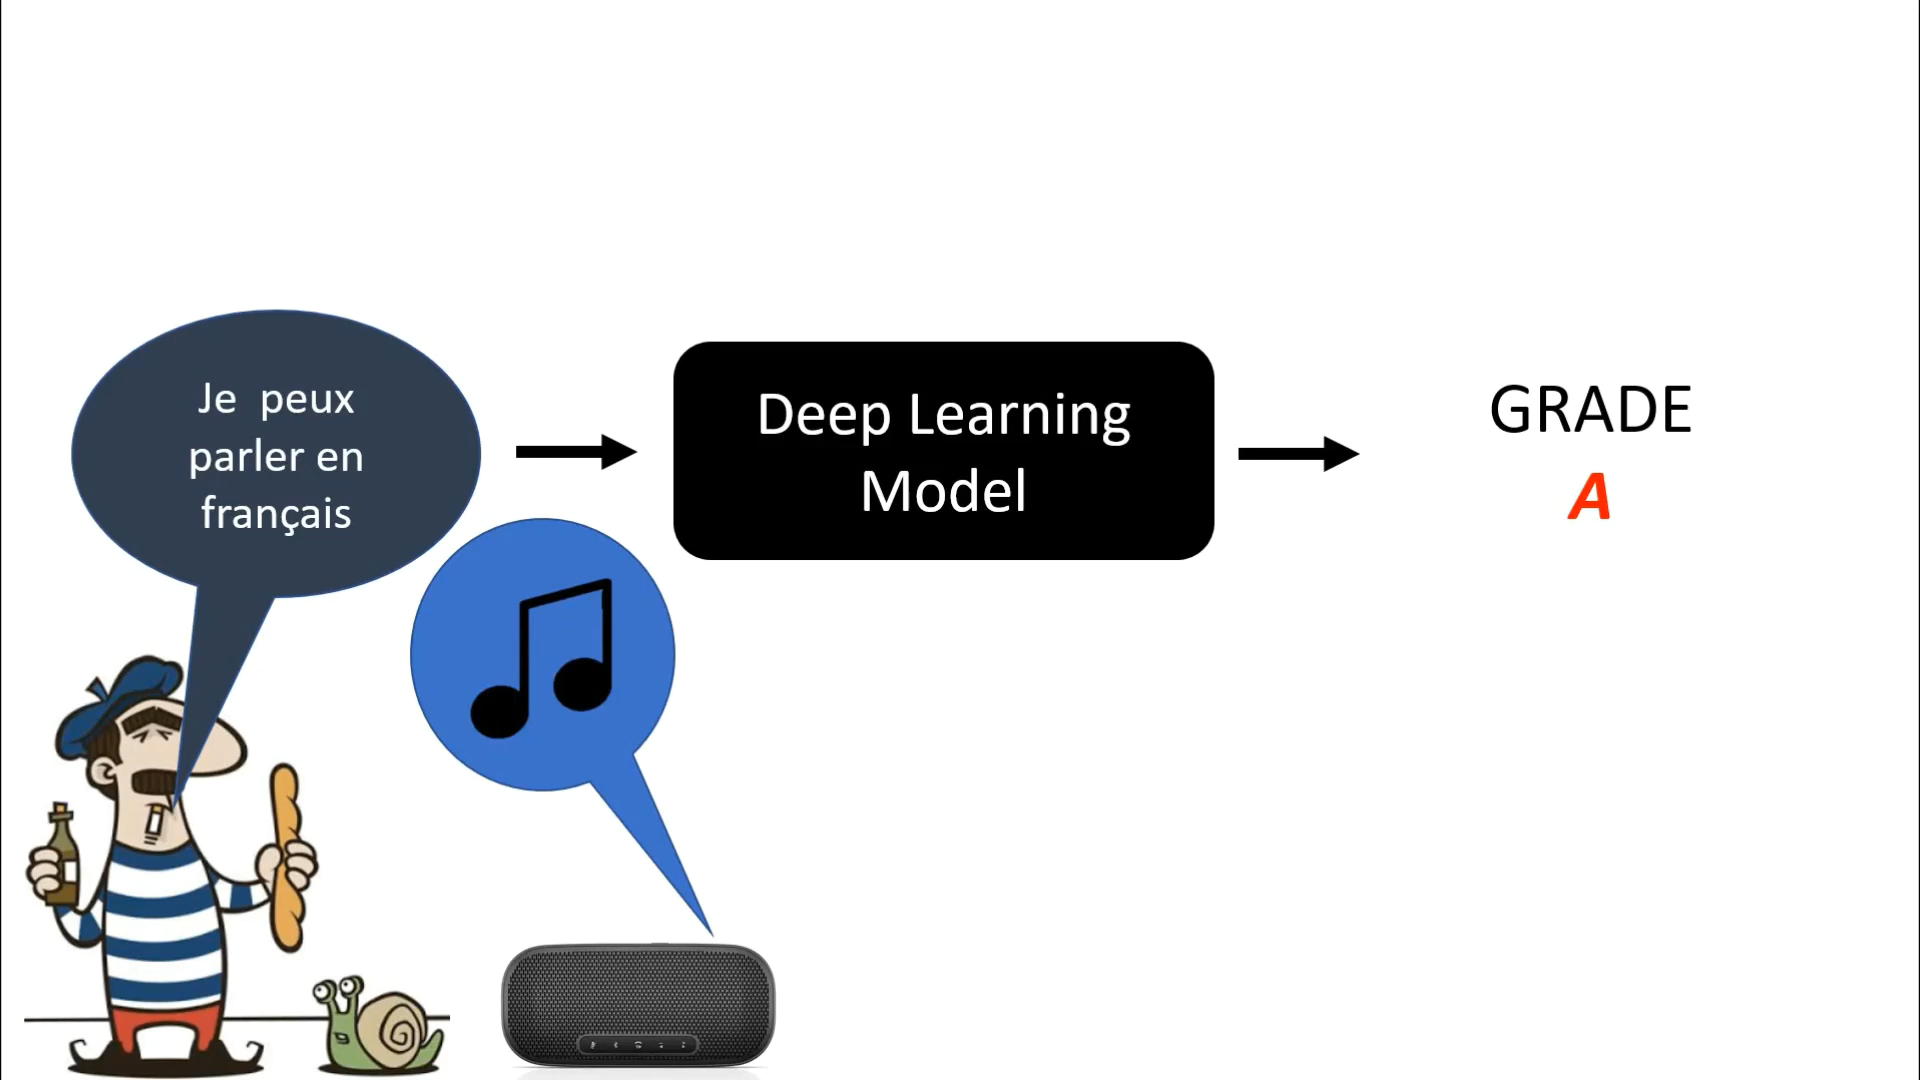 Je peux
parler en
français
Deep Learning
Model
GRADE
A